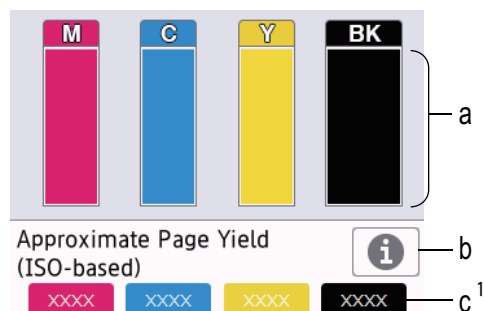 M C Y BK
a
Approximate Page Yield
(ISO-based)
i b
XXXX XXXX XXXX XXXX c 1